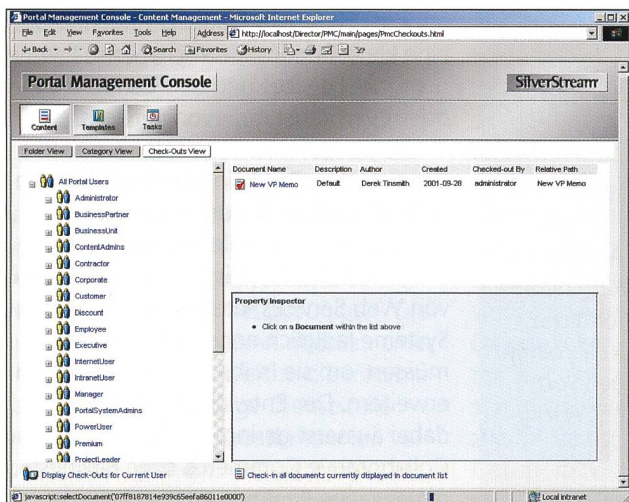 Portal Management Console - Content Management - Microsoft Internet Explorer
File Edit View Favorites Tools Help Address http://localhost/Director/PMC/main/pages/PmcCheckouts.html
Back Search Favorites History
Portal Management Console SilverStream
Content Templates Tasks
Folder View Category View Check-Outs View
All Portal Users
Administrator
BusinessPartner
BusinessUnit
ContentAdmins
Contractor
Corporate
Customer
Discount
Employee
Executive
InternetUser
IntranetUser
Manager
PortalSystemAdmins
PowerUser
Premium
ProjectLeader
Display Check-Outs for Current User
Document Name Description Author Created Checked-out By Relative Path
New VP Memo Default Derek Tinsmith 2001-09-28 administrator New VP Memo
Property Inspector
• Click on a Document within the list above
Check-in all documents currently displayed in document list
javascript:selectDocument('07ff8187814e939c65eefa86011e0000') Local intranet